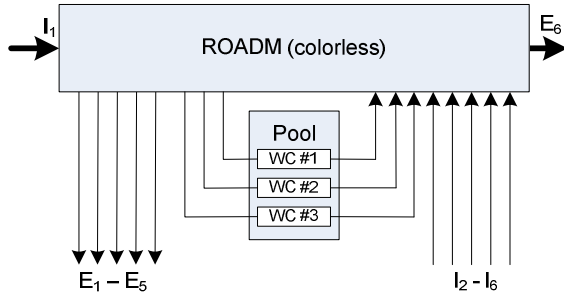 I1
ROADM (colorless)
E6
Pool
WC #1
WC #2
WC #3
E1 – E5
I2 - I6